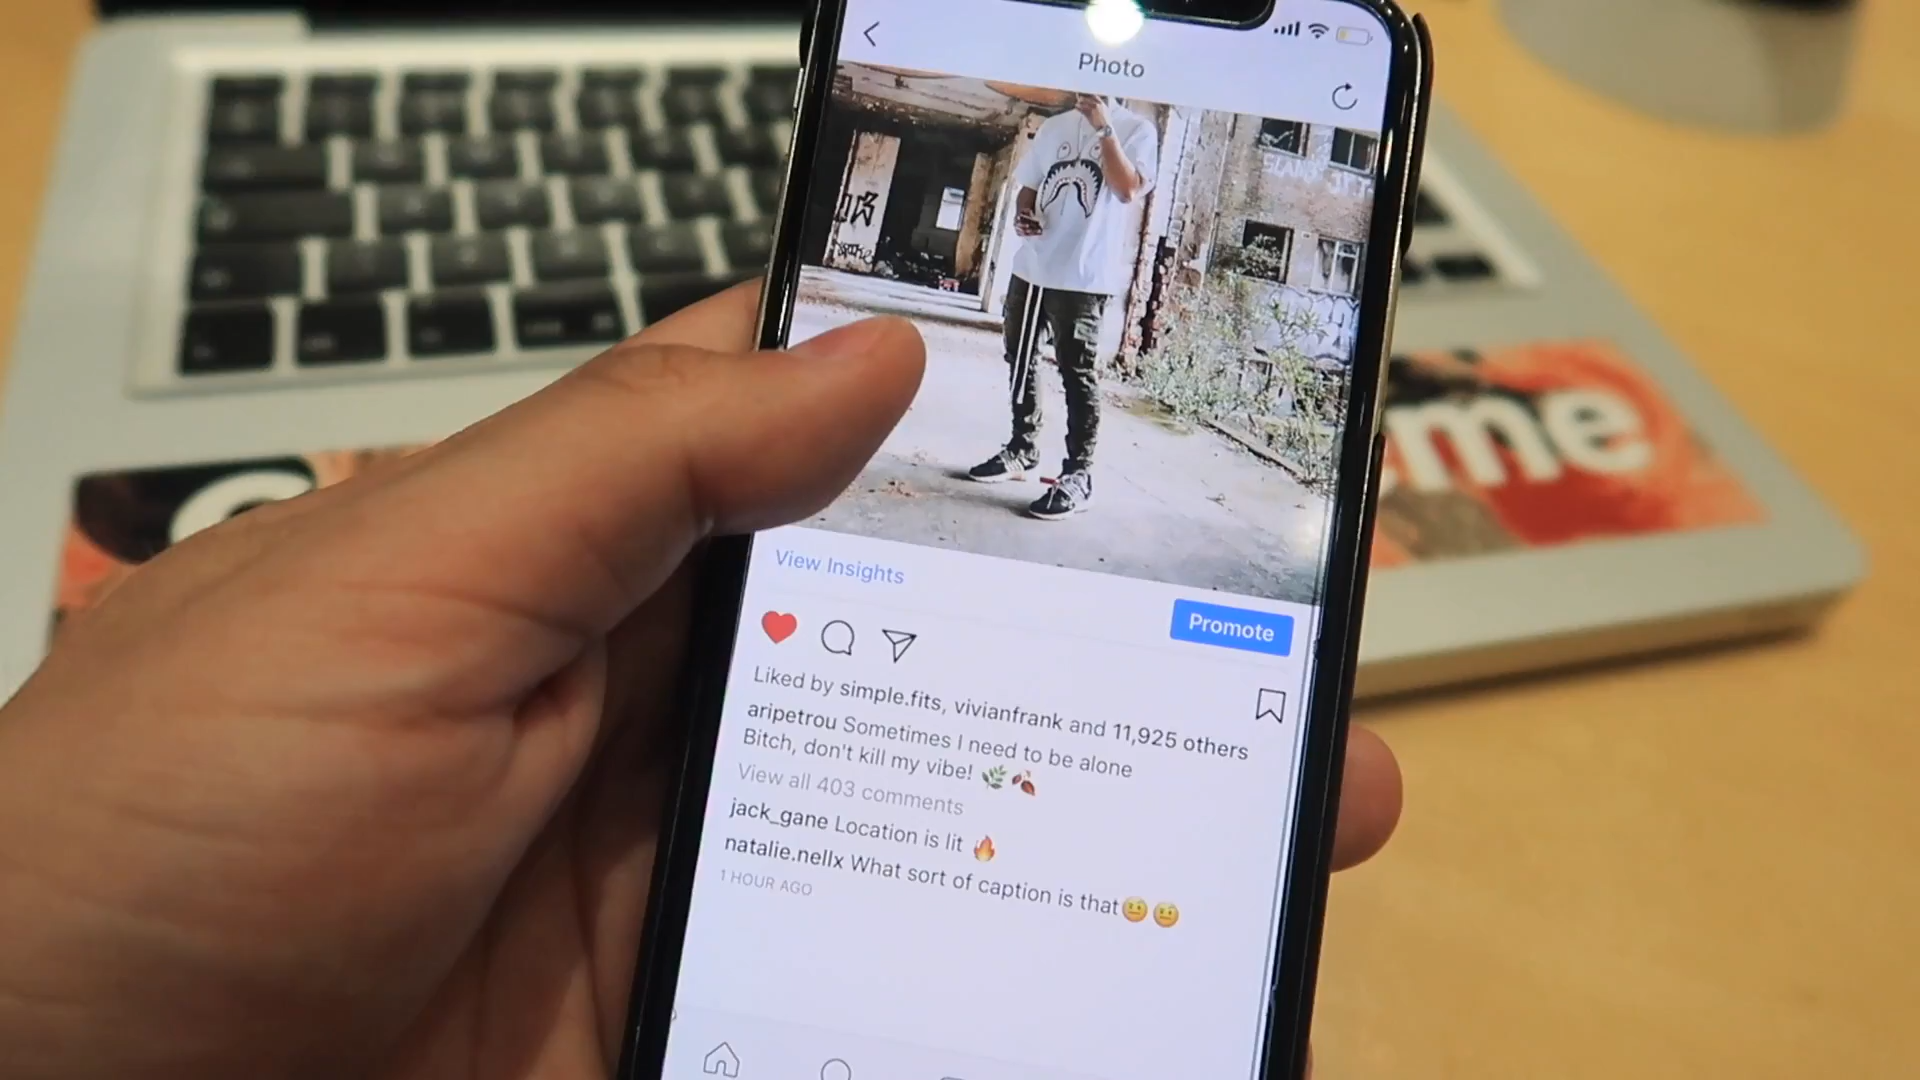 Photo
View Insights
Promote
Liked by simple.fits, vivianfrank and 11,925 others
aripetrou Sometimes I need to be alone
Bitch, don't kill my vibe! 🌿🍂
View all 403 comments
jack_gane Location is lit 🔥
natalie.nellx What sort of caption is that🤨🤨
1 HOUR AGO
eme